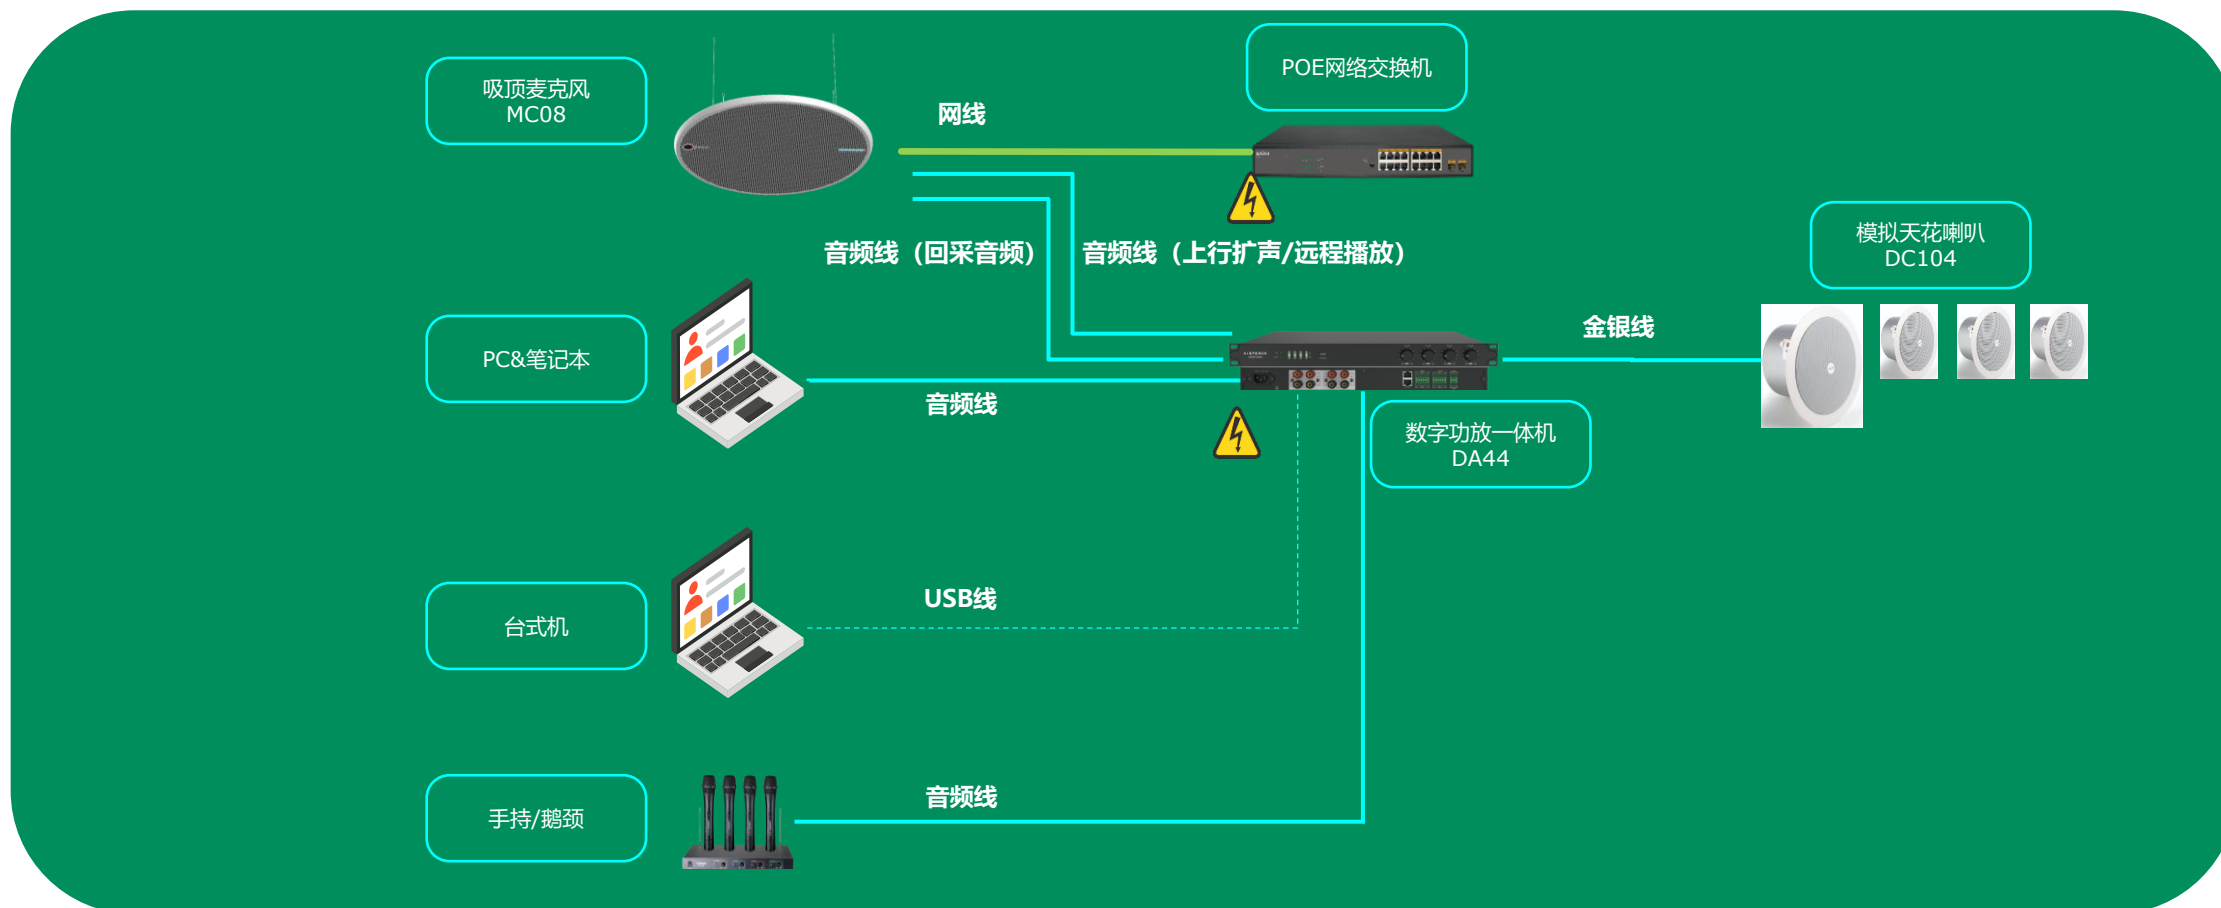 吸顶麦克风
MC08
POE网络交换机
网线
音频线（回采音频）
音频线（上行扩声/远程播放）
模拟天花喇叭
DC104
PC&笔记本
金银线
音频线
数字功放一体机
DA44
台式机
USB线
手持/鹅颈
音频线